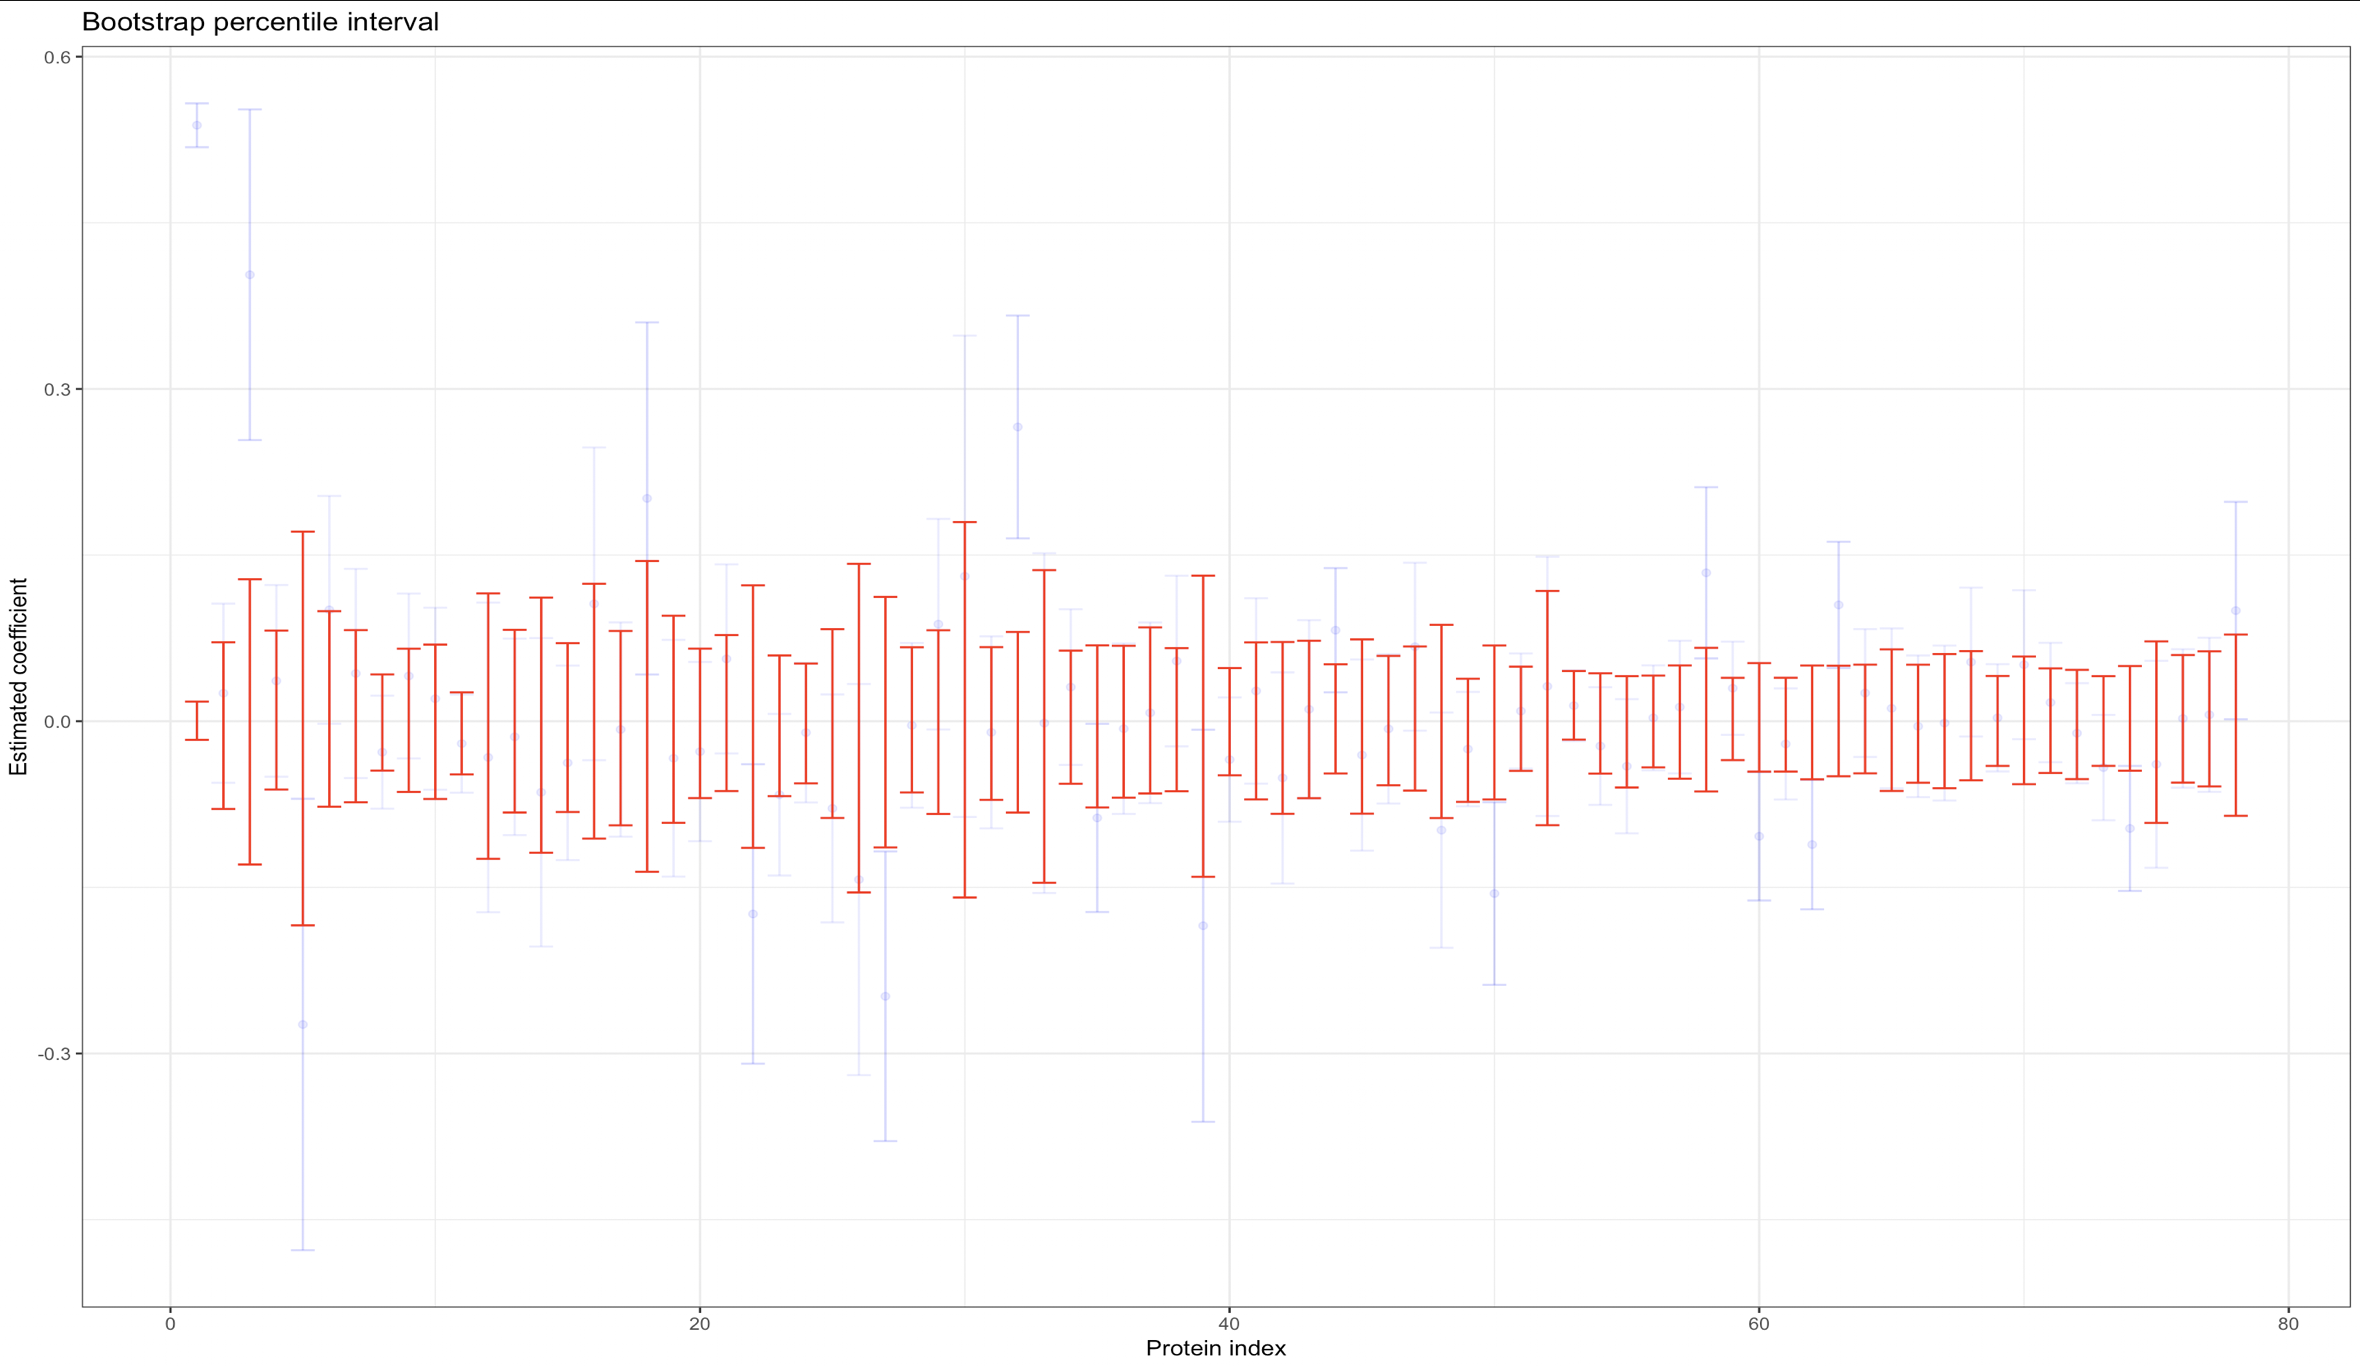 Bootstrap percentile interval
0.6
0.3
0.0
-0.3
Estimated coefficient
0 20 40 60 80
Protein index